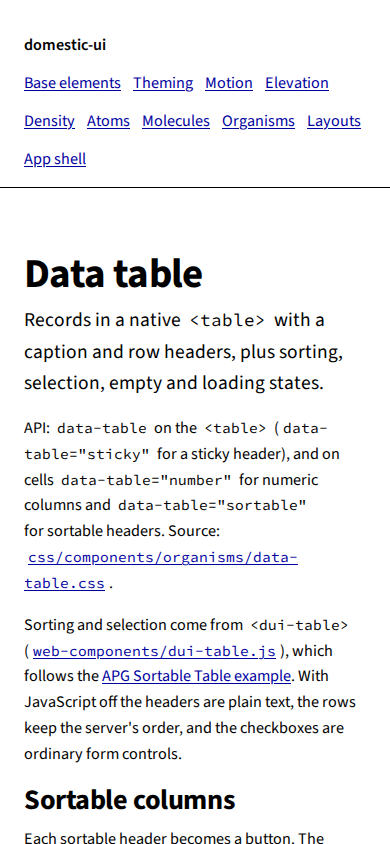 domestic-ui
Base elements Theming Motion Elevation
Density Atoms Molecules Organisms Layouts
App shell
Data table
Records in a native <table> with a
caption and row headers, plus sorting,
selection, empty and loading states.
API: data-table on the <table> ( data-
table="sticky" for a sticky header), and on
cells data-table="number" for numeric
columns and data-table="sortable"
for sortable headers. Source:
css/components/organisms/data-
table.css .
Sorting and selection come from <dui-table>
( web-components/dui-table.js ), which
follows the APG Sortable Table example. With
JavaScript off the headers are plain text, the rows
keep the server's order, and the checkboxes are
ordinary form controls.
Sortable columns
Each sortable header becomes a button. The